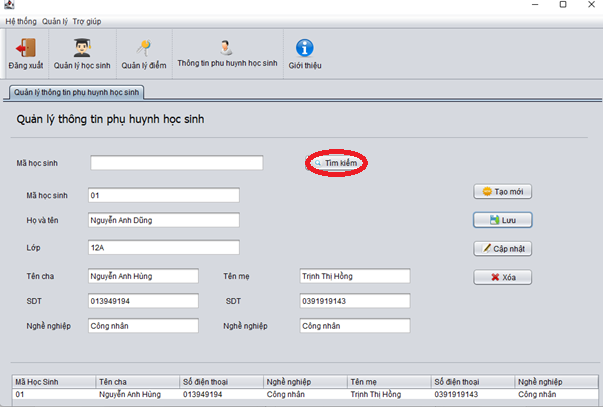 Hệ thống Quản lý Trợ giúp
Đăng xuất Quản lý học sinh Quản lý điểm Thông tin phu huynh học sinh Giới thiệu
Quản lý thông tin phụ huynh học sinh
Quản lý thông tin phụ huynh học sinh
Mã học sinh Tìm kiếm
Mã học sinh 01 Tạo mới
Họ và tên Nguyễn Anh Dũng Lưu
Lớp 12A Cập nhật
Tên cha Nguyễn Anh Hùng Tên mẹ Trịnh Thị Hồng Xóa
SDT 013949194 SDT 0391919143
Nghề nghiệp Công nhân Nghề nghiệp Công nhân
Mã Học Sinh Tên cha Số điện thoại Nghề nghiệp Tên mẹ Số điện thoại Nghề nghiệp
01 Nguyễn Anh Hùng 013949194 Công nhân Trịnh Thị Hồng 0391919143 Công nhân